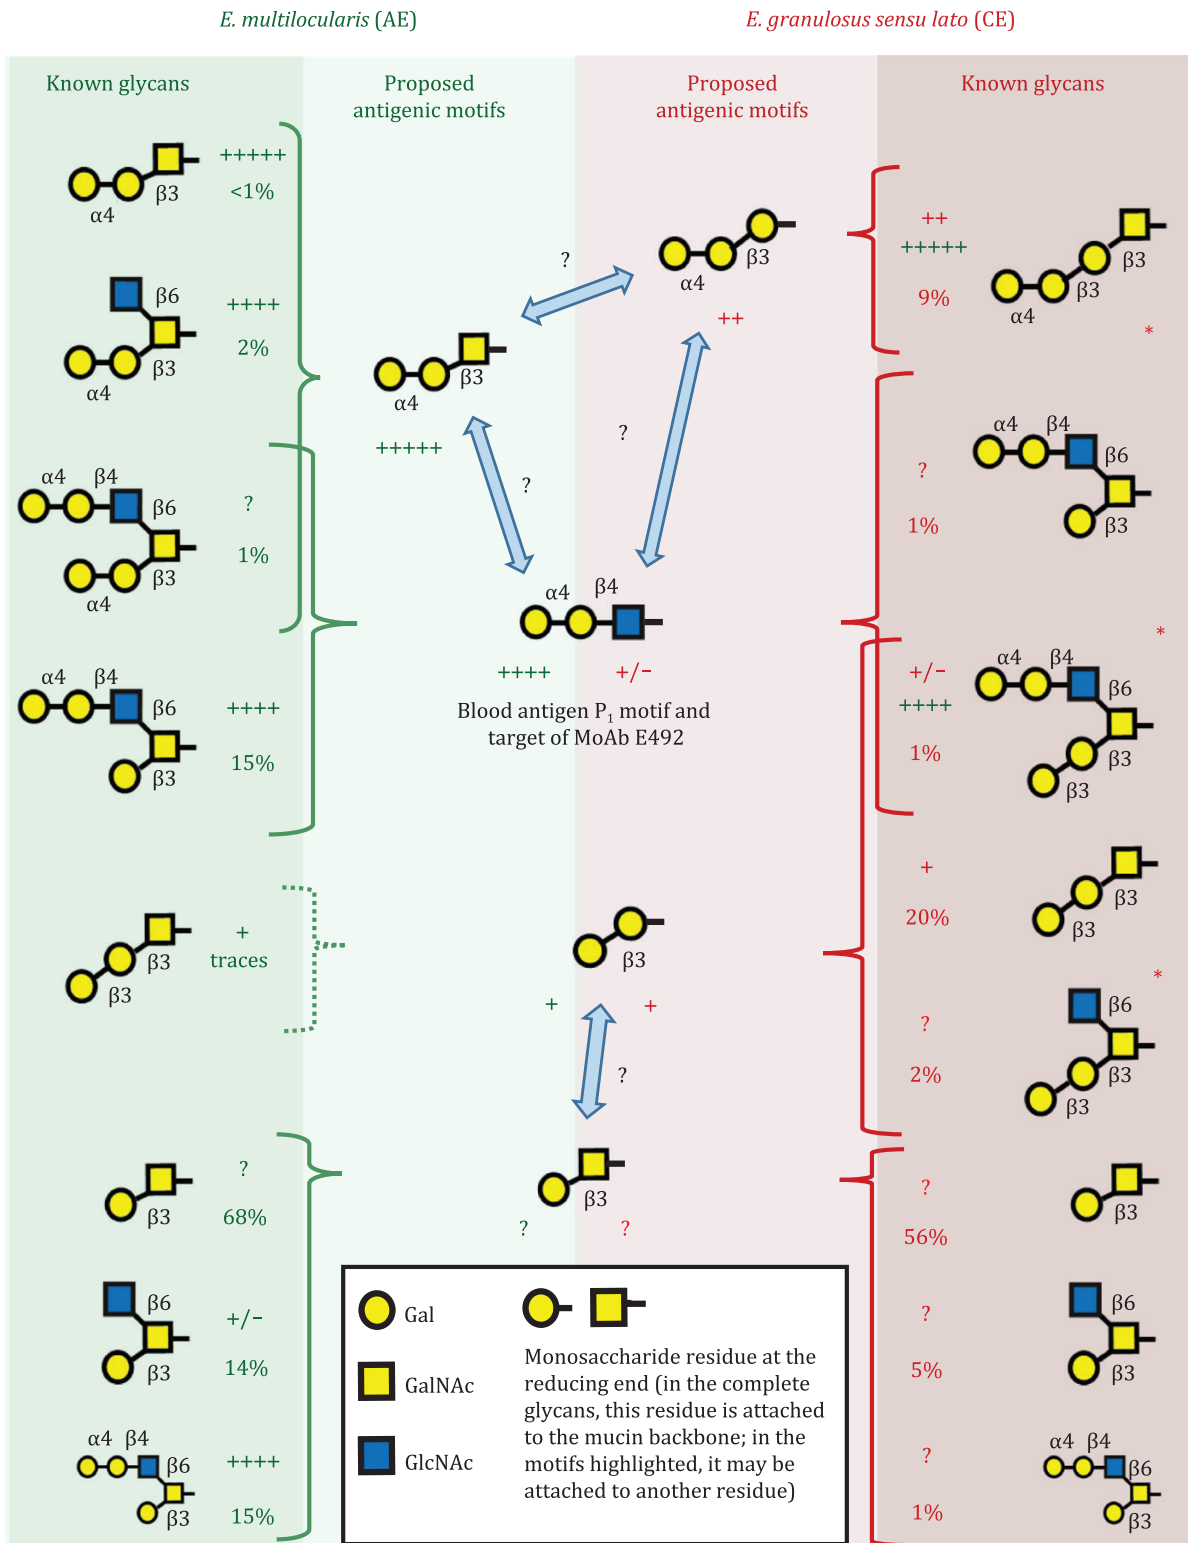 E. multilocularis (AE)
E. granulosus sensu lato (CE)
Known glycans
Proposed
antigenic motifs
Proposed
antigenic motifs
Known glycans
+++++
<1%
β3
α4
β6
++++
2%
β3
α4
α4 β4
β6
?
1%
β3
α4
α4 β4
β6
++++
15%
β3
+
traces
β3
β3
?
68%
β3
β6
+/−
14%
β3
α4 β4
β6
++++
15%
β3
β3
α4
+++++
?
?
?
β3
α4
++
α4 β4
++++
+/−
Blood antigen P₁ motif and
target of MoAb E492
β3
+
+
?
β3
?
?
++
+++++
9%
β3
β3
α4
*
α4 β4
β6
?
1%
β3
*
α4 β4
β6
+/−
++++
1%
β3
β3
+
20%
β3
β3
*
β6
?
2%
β3
β3
?
56%
β3
β6
?
5%
β3
α4 β4
β6
?
1%
β3
Gal
GalNAc
GlcNAc
Monosaccharide residue at the
reducing end (in the complete
glycans, this residue is attached
to the mucin backbone; in the
motifs highlighted, it may be
attached to another residue)